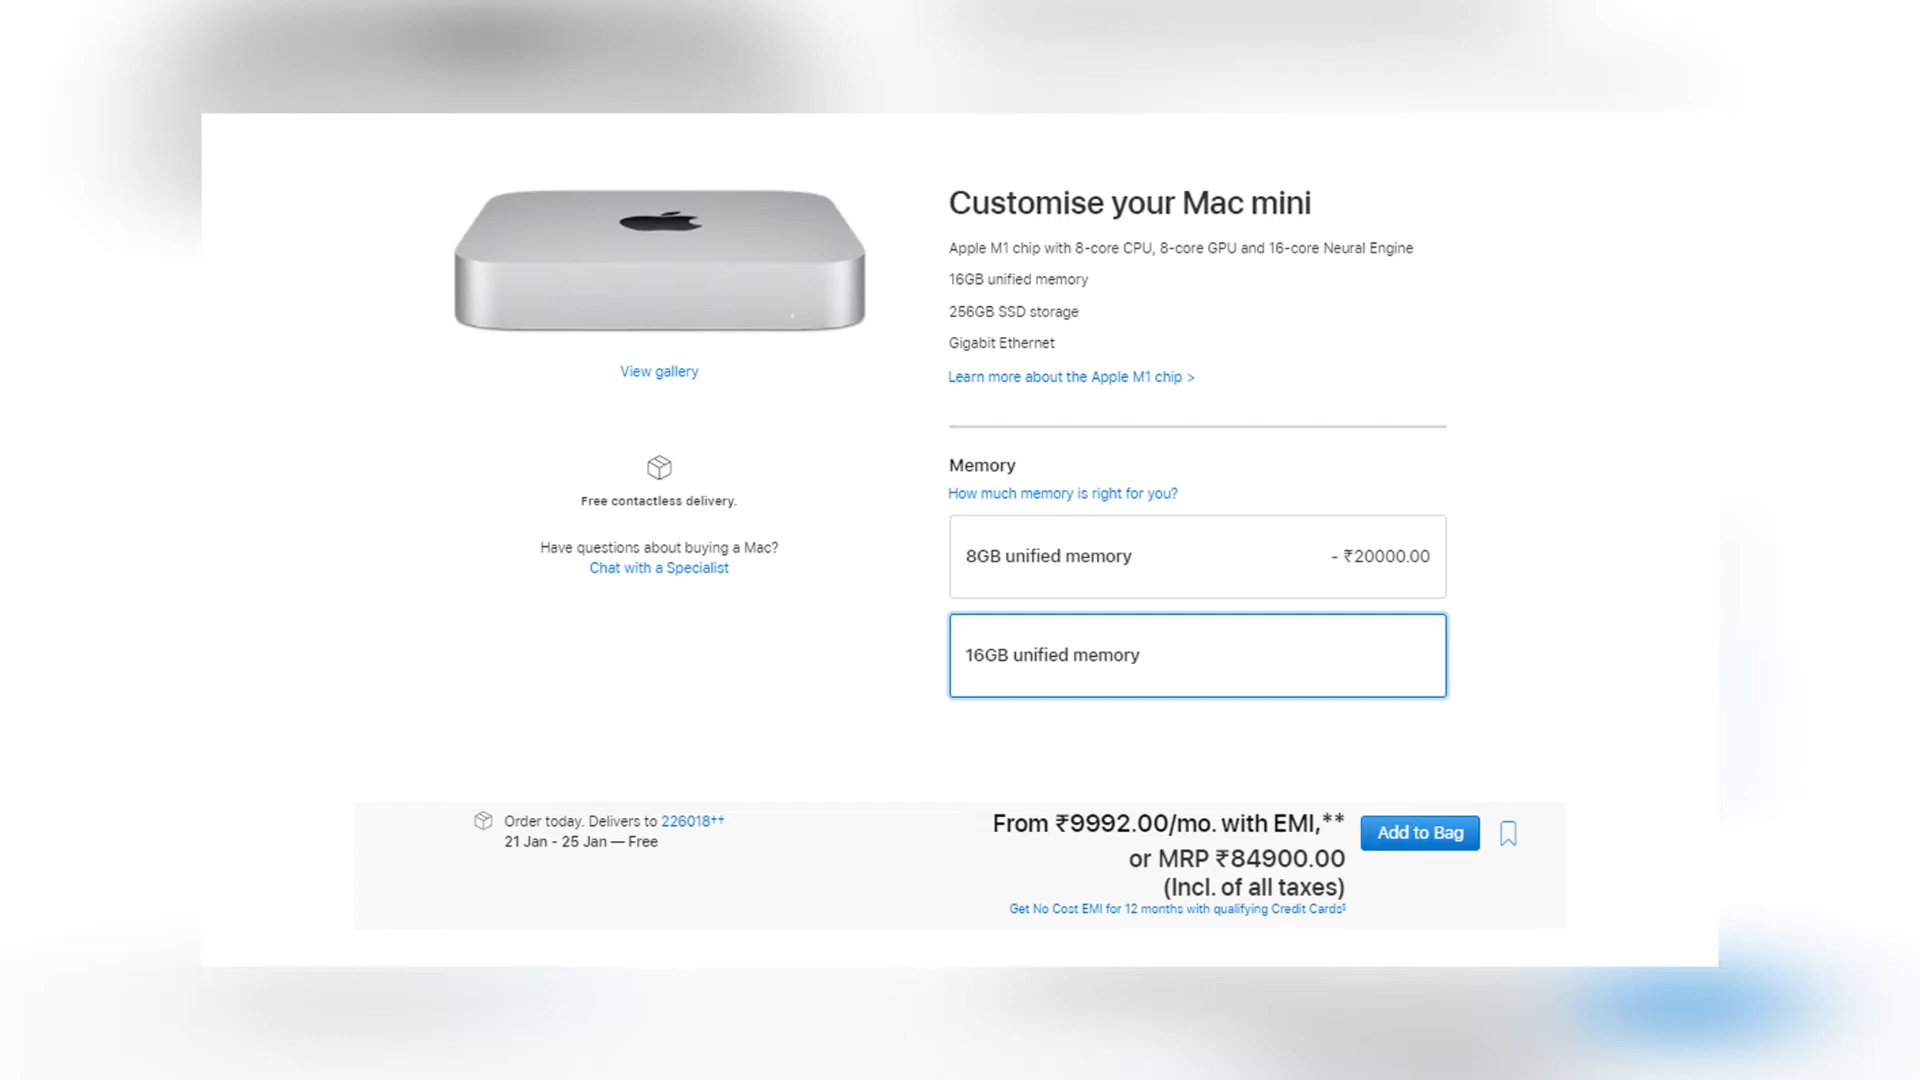 Customise your Mac mini
Apple M1 chip with 8-core CPU, 8-core GPU and 16-core Neural Engine
16GB unified memory
256GB SSD storage
Gigabit Ethernet
Learn more about the Apple M1 chip >
View gallery
Free contactless delivery.
Have questions about buying a Mac?
Chat with a Specialist
Memory
How much memory is right for you?
8GB unified memory - ₹20000.00
16GB unified memory
Order today. Delivers to 226018++
21 Jan - 25 Jan — Free
From ₹9992.00/mo. with EMI,**
or MRP ₹84900.00
(Incl. of all taxes)
Get No Cost EMI for 12 months with qualifying Credit Cards‡
Add to Bag